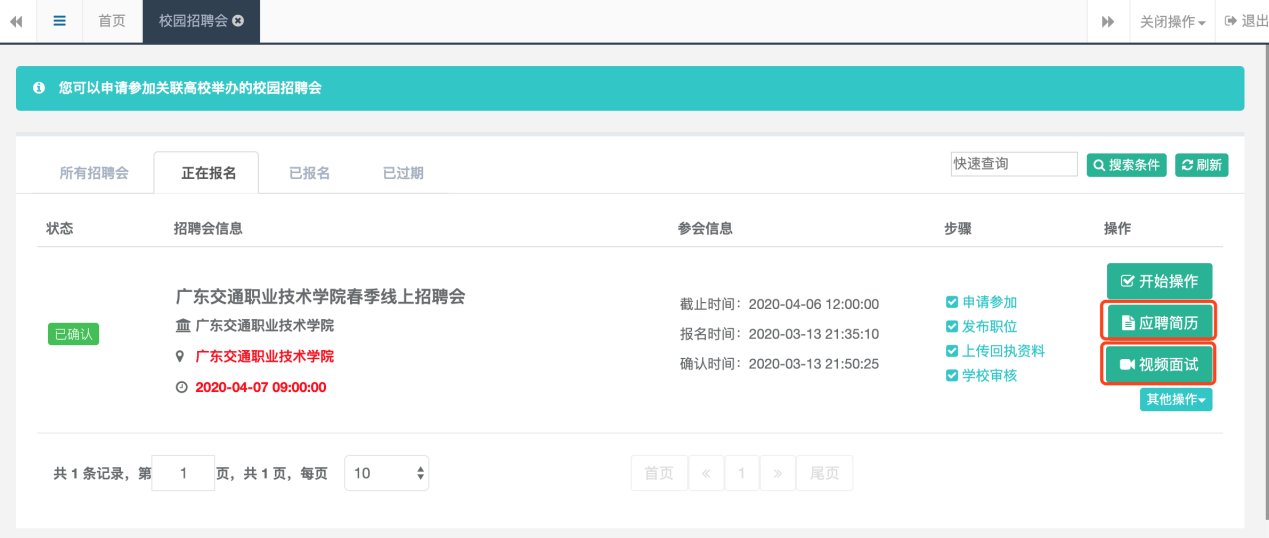 首页 校园招聘会 关闭操作 退出
您可以申请参加关联高校举办的校园招聘会
所有招聘会 正在报名 已报名 已过期 快速查询 搜索条件 刷新
状态 招聘会信息 参会信息 步骤 操作
开始操作
广东交通职业技术学院春季线上招聘会
截止时间：2020-04-06 12:00:00 申请参加
应聘简历
广东交通职业技术学院
已确认 报名时间：2020-03-13 21:35:10 发布职位
广东交通职业技术学院
确认时间：2020-03-13 21:50:25 上传回执资料
视频面试
学校审核
2020-04-07 09:00:00
其他操作
共 1 条记录，第 1 页，共 1 页，每页 10 首页 « 1 » 尾页